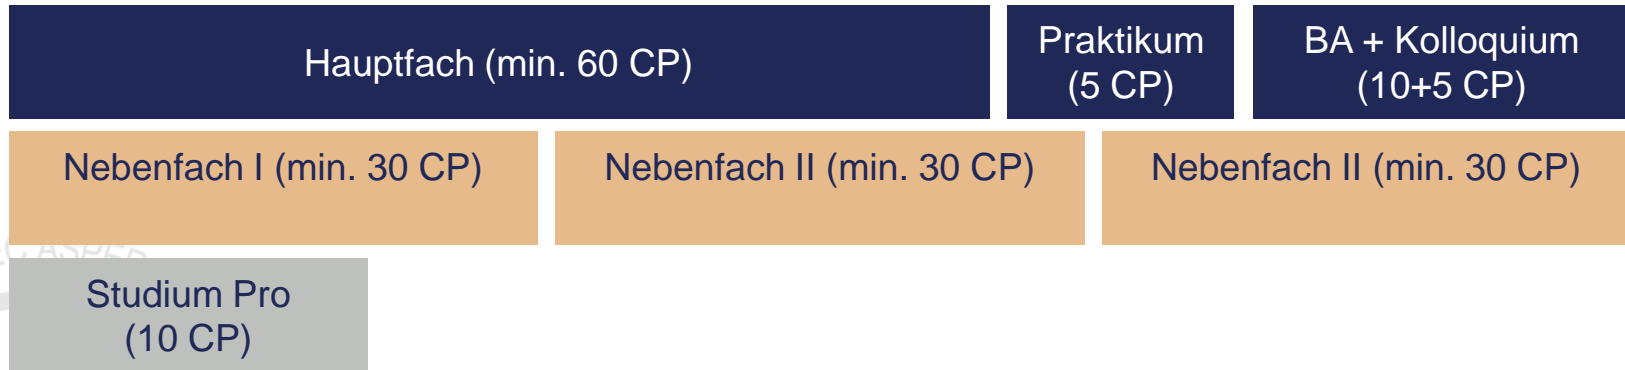 Hauptfach (min. 60 CP)
Praktikum
(5 CP)
BA + Kolloquium
(10+5 CP)
Nebenfach I (min. 30 CP)
Nebenfach II (min. 30 CP)
Nebenfach II (min. 30 CP)
Studium Pro
(10 CP)